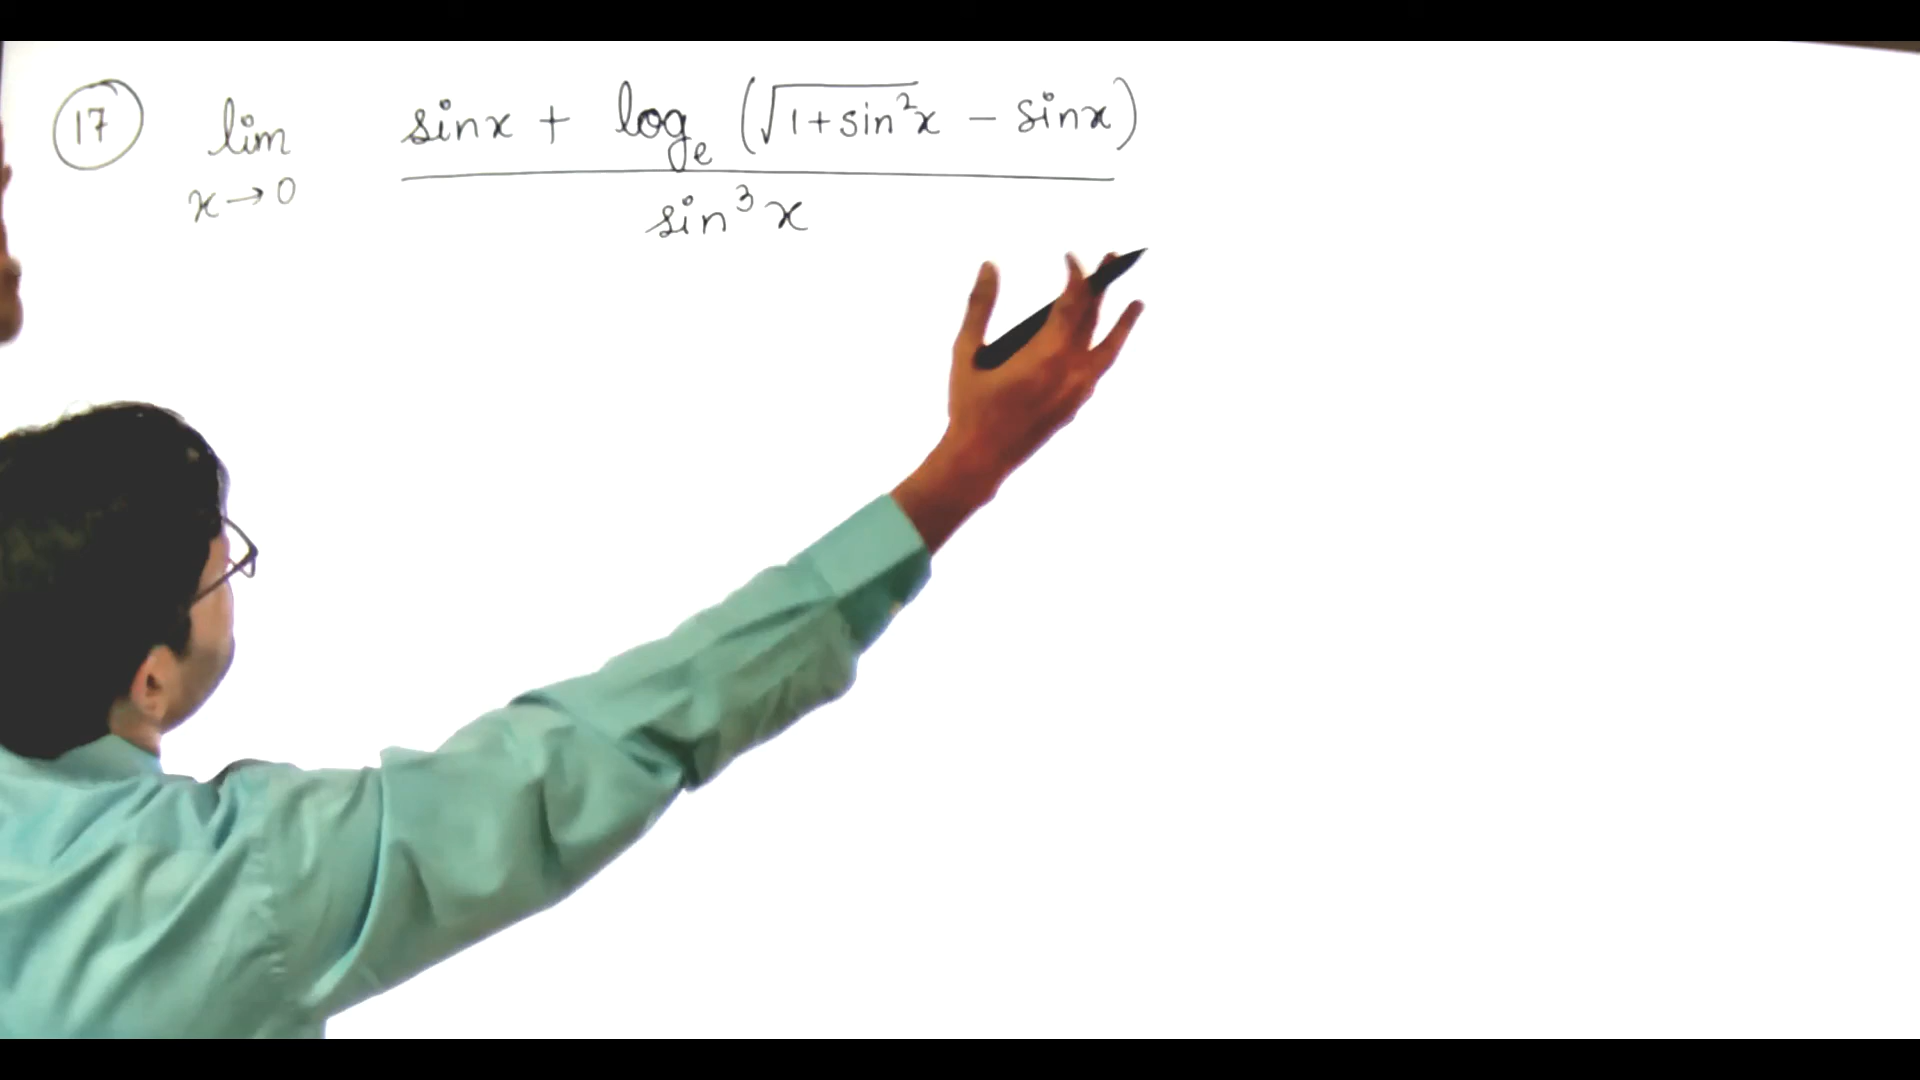 17 lim x→0 sinx + log_e (√(1+sin²x) − sinx)
sin³x